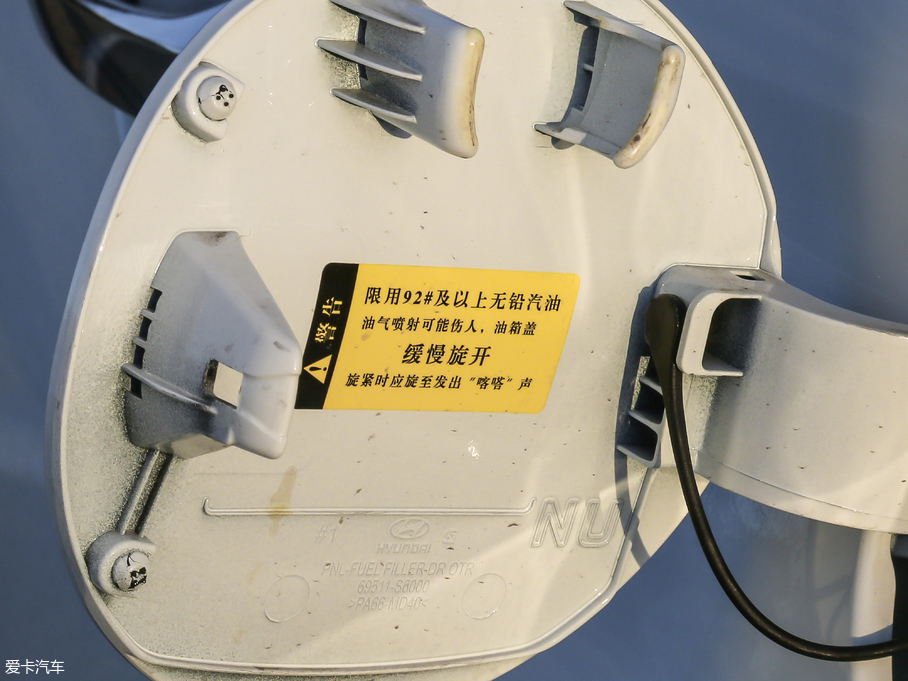 警告
限用92#及以上无铅汽油
油气喷射可能伤人，油箱盖
缓慢旋开
旋紧时应旋至发出“喀嗒”声
NU
#1
HYUNDAI
PNL-FUEL FILLER-DR OTR
69511-S8000
>PA66-MD40<
爱卡汽车